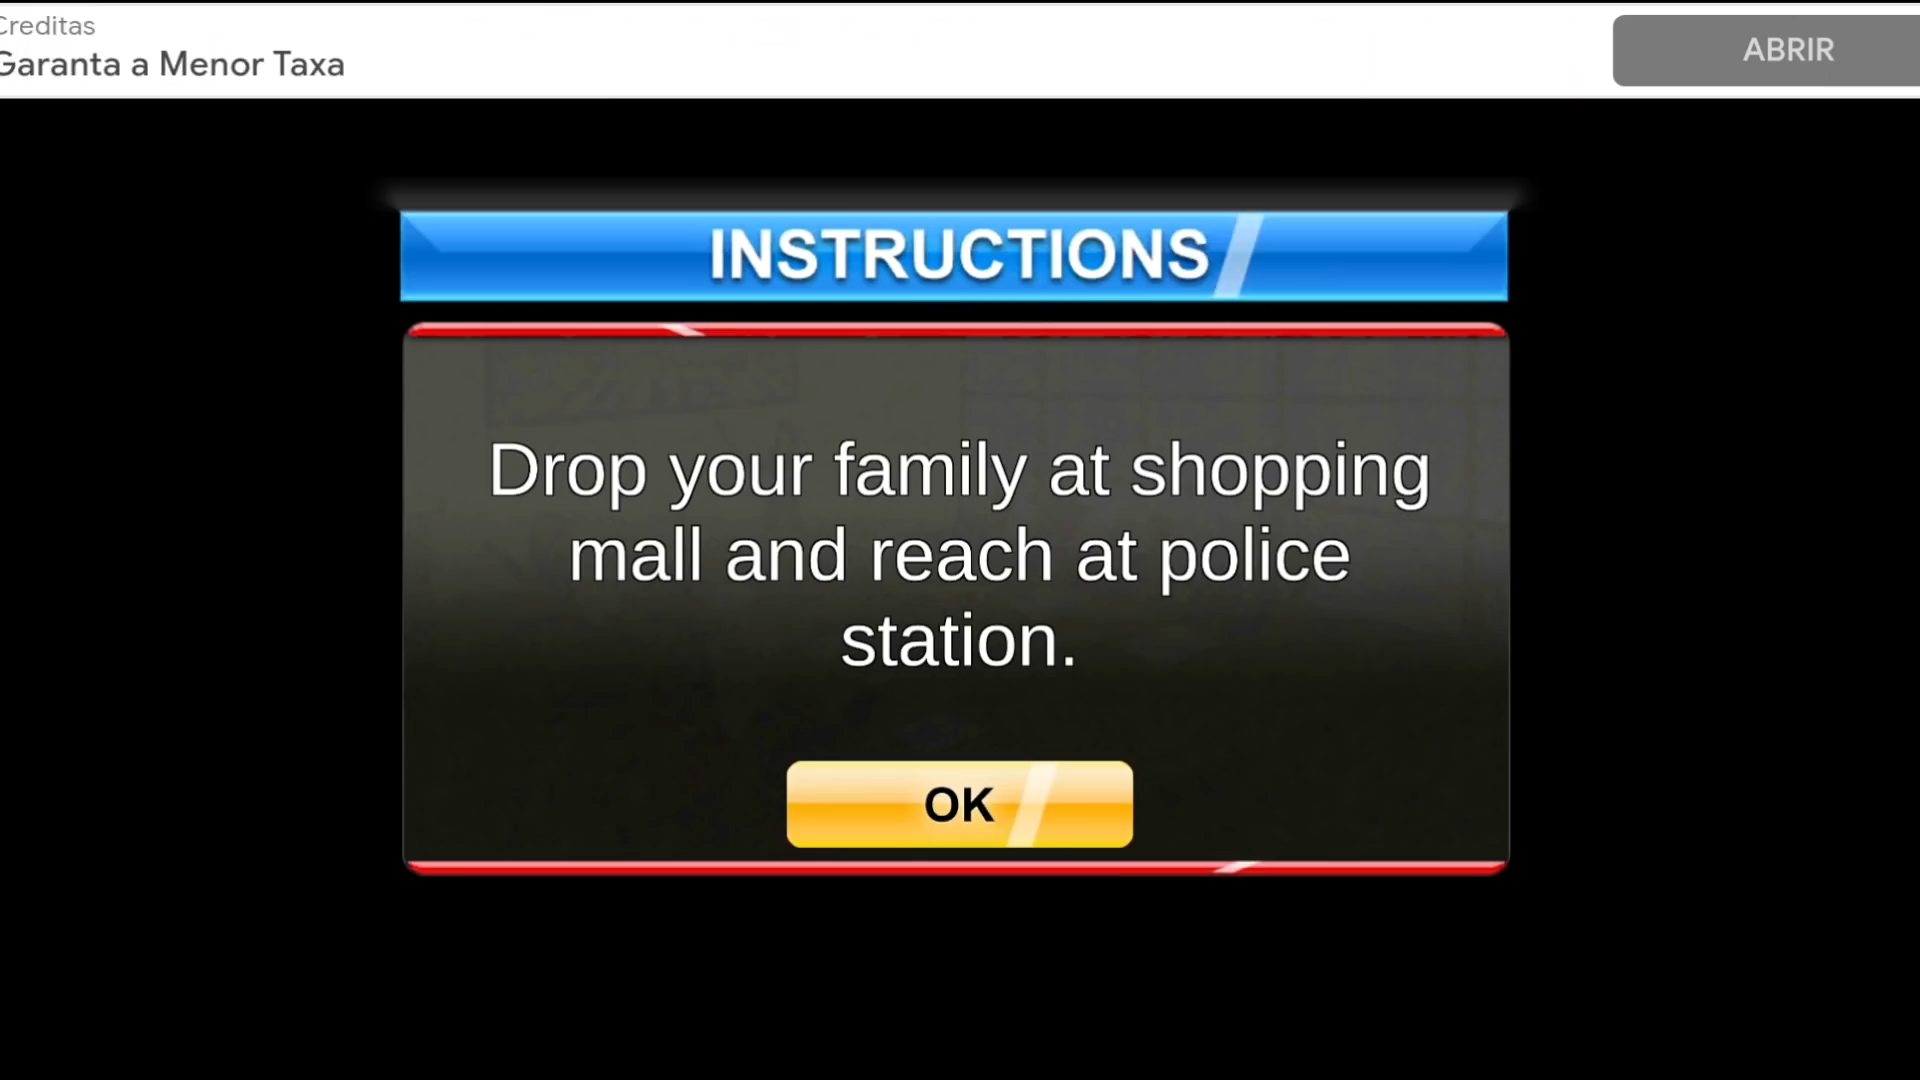 Creditas
Garanta a Menor Taxa
ABRIR
INSTRUCTIONS
Drop your family at shopping
mall and reach at police
station.
OK